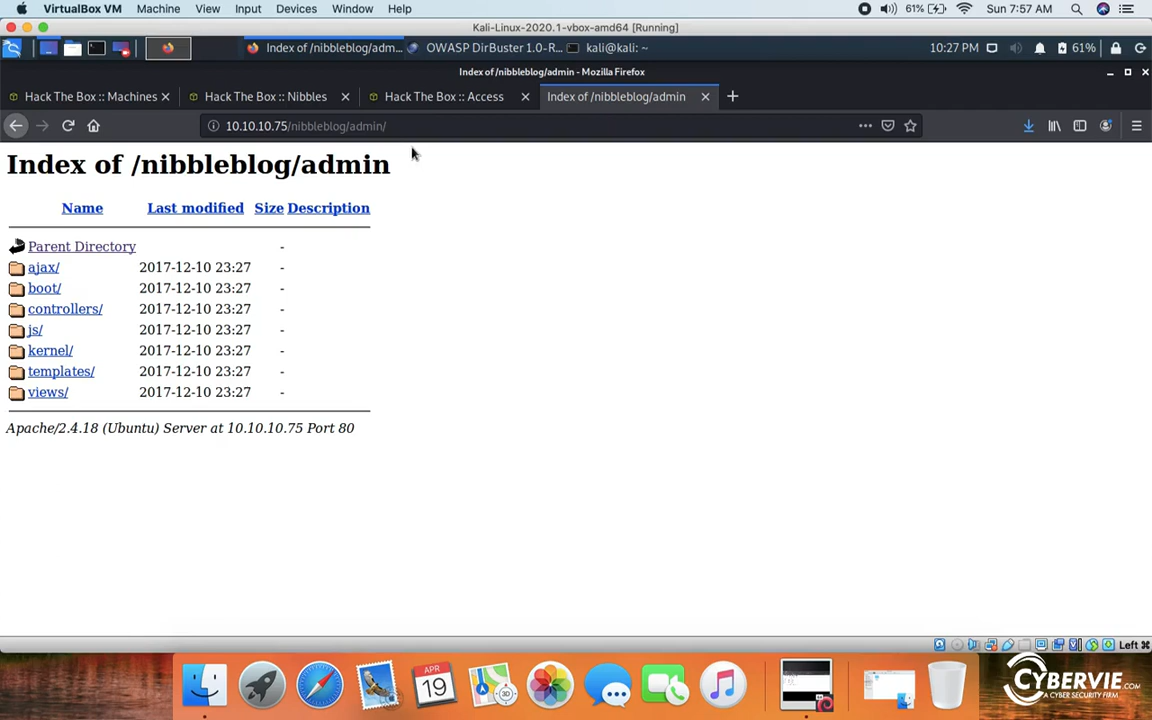 VirtualBox VM Machine View Input Devices Window Help 61% Sun 7:57 AM
Kali-Linux-2020.1-vbox-amd64 [Running]
Index of /nibbleblog/adm... OWASP DirBuster 1.0-R... kali@kali: ~ 10:27 PM 61%
Index of /nibbleblog/admin - Mozilla Firefox
Hack The Box :: Machines Hack The Box :: Nibbles Hack The Box :: Access Index of /nibbleblog/admin
10.10.10.75/nibbleblog/admin/
Index of /nibbleblog/admin
Name Last modified Size Description
Parent Directory -
ajax/ 2017-12-10 23:27 -
boot/ 2017-12-10 23:27 -
controllers/ 2017-12-10 23:27 -
js/ 2017-12-10 23:27 -
kernel/ 2017-12-10 23:27 -
templates/ 2017-12-10 23:27 -
views/ 2017-12-10 23:27 -
Apache/2.4.18 (Ubuntu) Server at 10.10.10.75 Port 80
Left ⌘
APR
19
3D
CYBERVIE.COM
A CYBER SECURITY FIRM